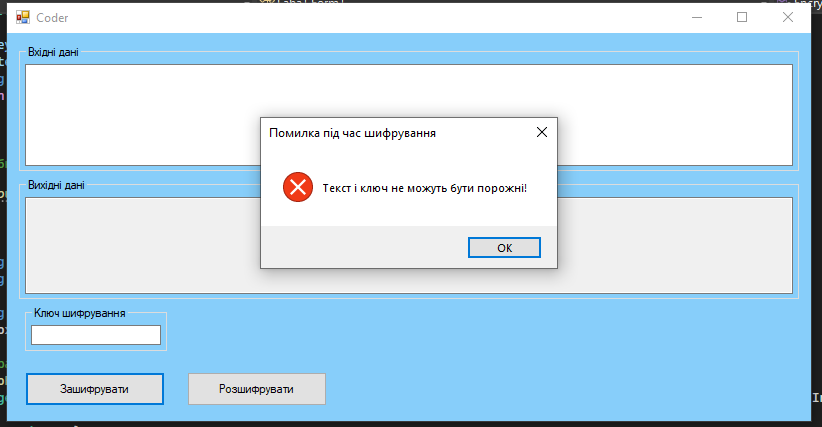 Coder
Вхідні дані
Помилка під час шифрування
Текст і ключ не можуть бути порожні!
OK
Вихідні дані
Ключ шифрування
Зашифрувати
Розшифрувати